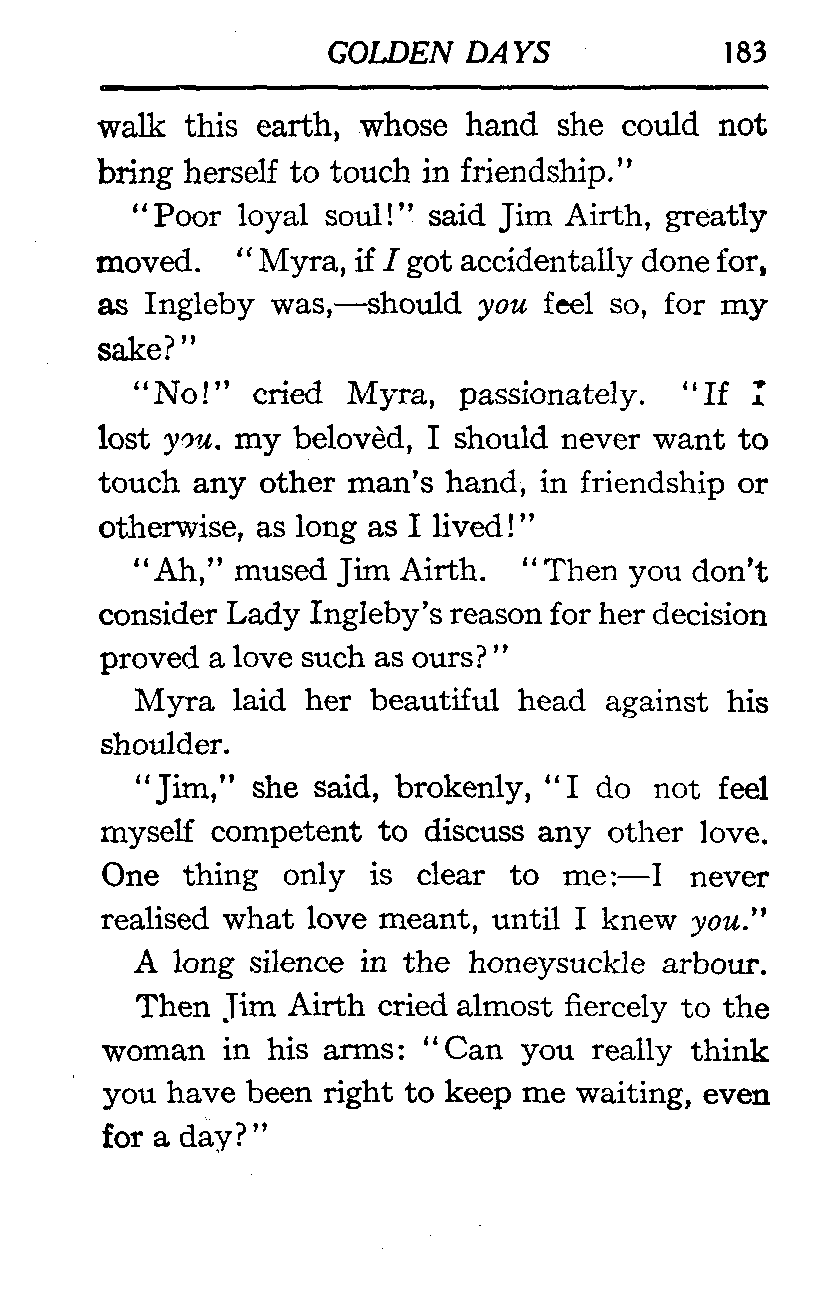 GOLDEN DAYS 183
walk this earth, whose hand she could not
bring herself to touch in friendship."
"Poor loyal soul!" said Jim Airth, greatly
moved. "Myra, if I got accidentally done for,
as Ingleby was,—should you feel so, for my
sake?"
"No!" cried Myra, passionately. "If I
lost you, my belovèd, I should never want to
touch any other man's hand, in friendship or
otherwise, as long as I lived!"
"Ah," mused Jim Airth. "Then you don't
consider Lady Ingleby's reason for her decision
proved a love such as ours?"
Myra laid her beautiful head against his
shoulder.
"Jim," she said, brokenly, "I do not feel
myself competent to discuss any other love.
One thing only is clear to me:—I never
realised what love meant, until I knew you."
A long silence in the honeysuckle arbour.
Then Jim Airth cried almost fiercely to the
woman in his arms: "Can you really think
you have been right to keep me waiting, even
for a day?"